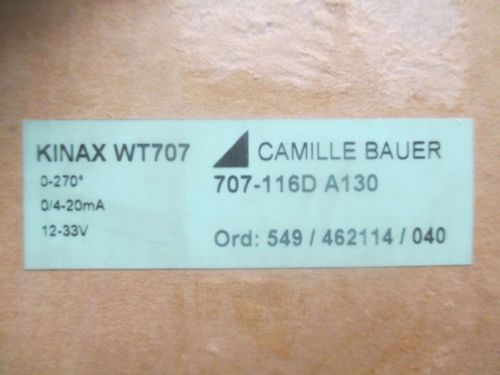 KINAX WT707
0-270°
0/4-20mA
12-33V
CAMILLE BAUER
707-116D A130
Ord: 549 / 462114 / 040